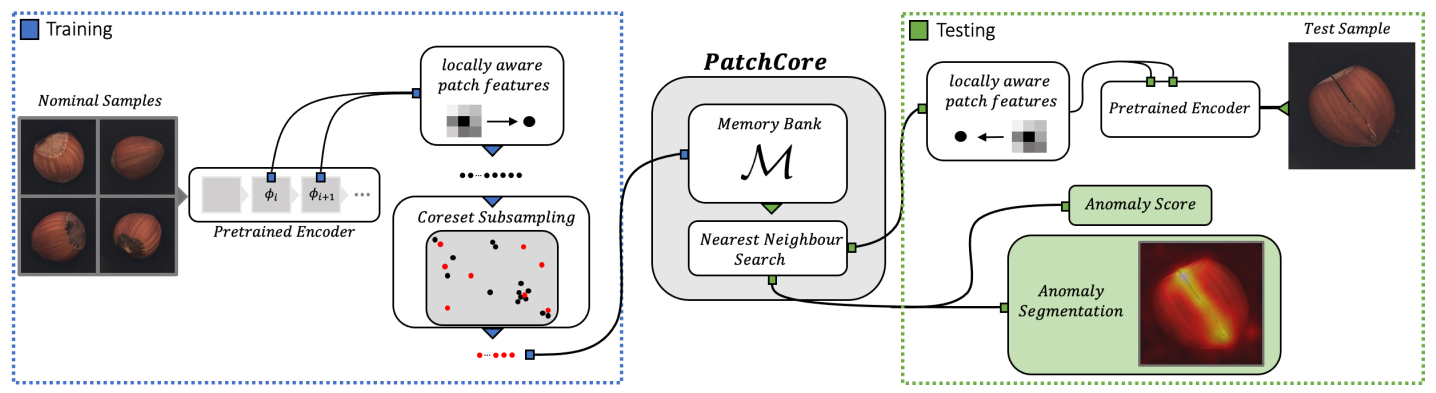 Training
Nominal Samples
ϕi
ϕi+1
Pretrained Encoder
locally aware
patch features
Coreset Subsampling
PatchCore
Memory Bank
ℳ
Nearest Neighbour
Search
Testing
locally aware
patch features
Pretrained Encoder
Test Sample
Anomaly Score
Anomaly
Segmentation